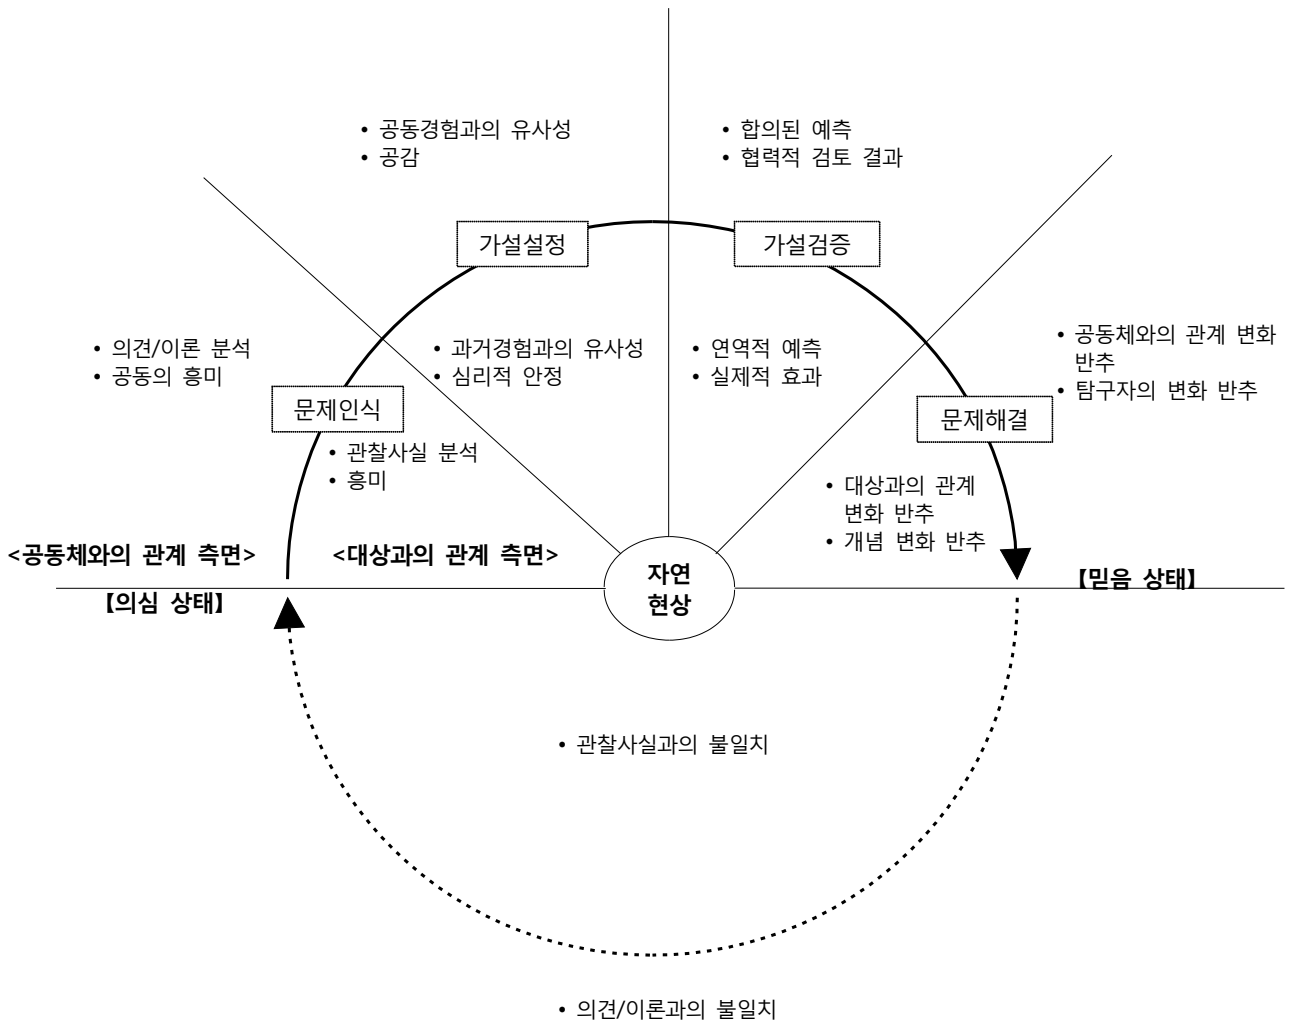 • 공동경험과의 유사성
• 공감
• 합의된 예측
• 협력적 검토 결과
가설설정
가설검증
• 의견/이론 분석
• 공동의 흥미
• 과거경험과의 유사성
• 심리적 안정
• 연역적 예측
• 실제적 효과
• 공동체와의 관계 변화
반추
• 탐구자의 변화 반추
문제인식
문제해결
• 관찰사실 분석
• 흥미
• 대상과의 관계
변화 반추
• 개념 변화 반추
<공동체와의 관계 측면>
<대상과의 관계 측면>
자연
현상
【믿음 상태】
【의심 상태】
• 관찰사실과의 불일치
• 의견/이론과의 불일치